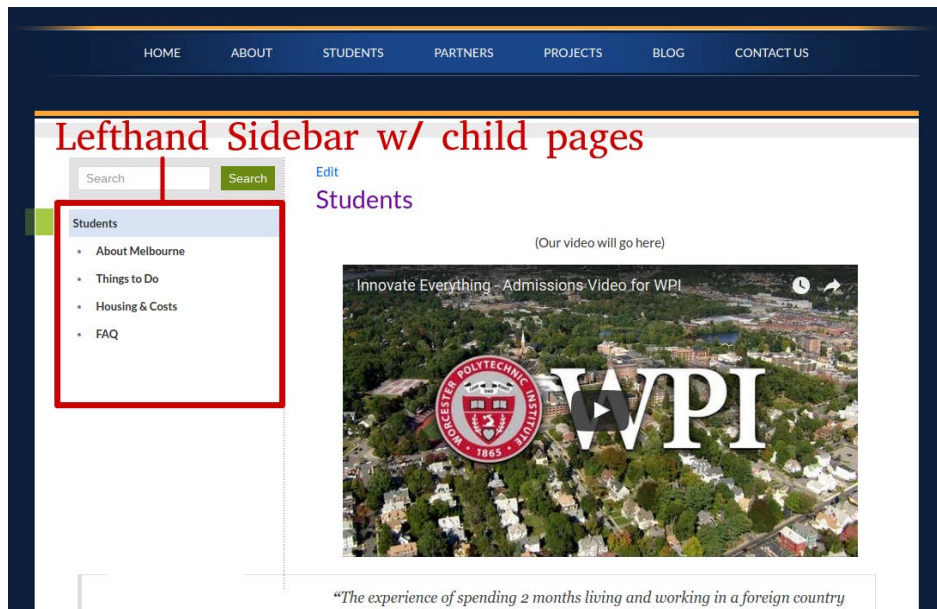 HOME ABOUT STUDENTS PARTNERS PROJECTS BLOG CONTACT US
Lefthand Sidebar w/ child pages
Search Search
Edit
Students
Students
About Melbourne
Things to Do
Housing & Costs
FAQ
(Our video will go here)
Innovate Everything - Admissions Video for WPI
WORCESTER POLYTECHNIC INSTITUTE
1865
WPI
“The experience of spending 2 months living and working in a foreign country